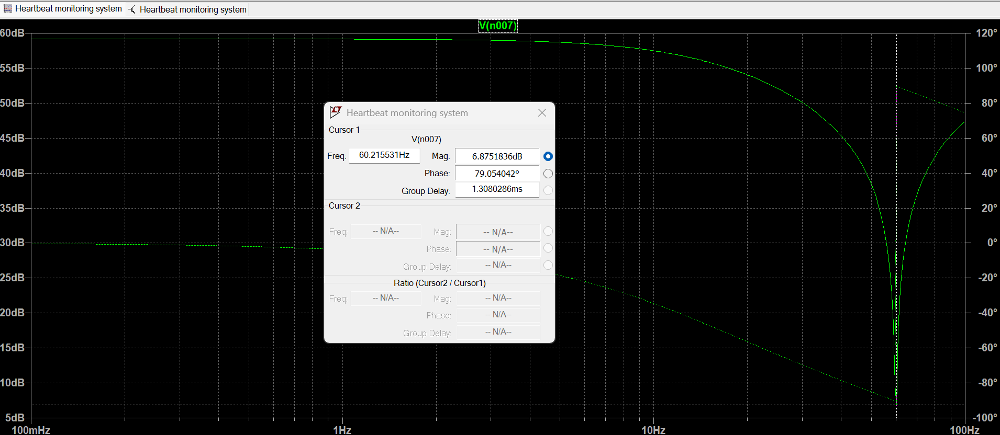 Heartbeat monitoring system
Heartbeat monitoring system
V(n007)
60dB
55dB
50dB
45dB
40dB
35dB
30dB
25dB
20dB
15dB
10dB
5dB
120°
100°
80°
60°
40°
20°
0°
-20°
-40°
-60°
-80°
-100°
Heartbeat monitoring system
Cursor 1
V(n007)
Freq: 60.215531Hz Mag: 6.8751836dB
Phase: 79.054042°
Group Delay: 1.3080286ms
Cursor 2
Freq: -- N/A-- Mag: -- N/A--
Phase: -- N/A--
Group Delay: -- N/A--
Ratio (Cursor2 / Cursor1)
Freq: -- N/A-- Mag: -- N/A--
Phase: -- N/A--
Group Delay: -- N/A--
100mHz 1Hz 10Hz 100Hz